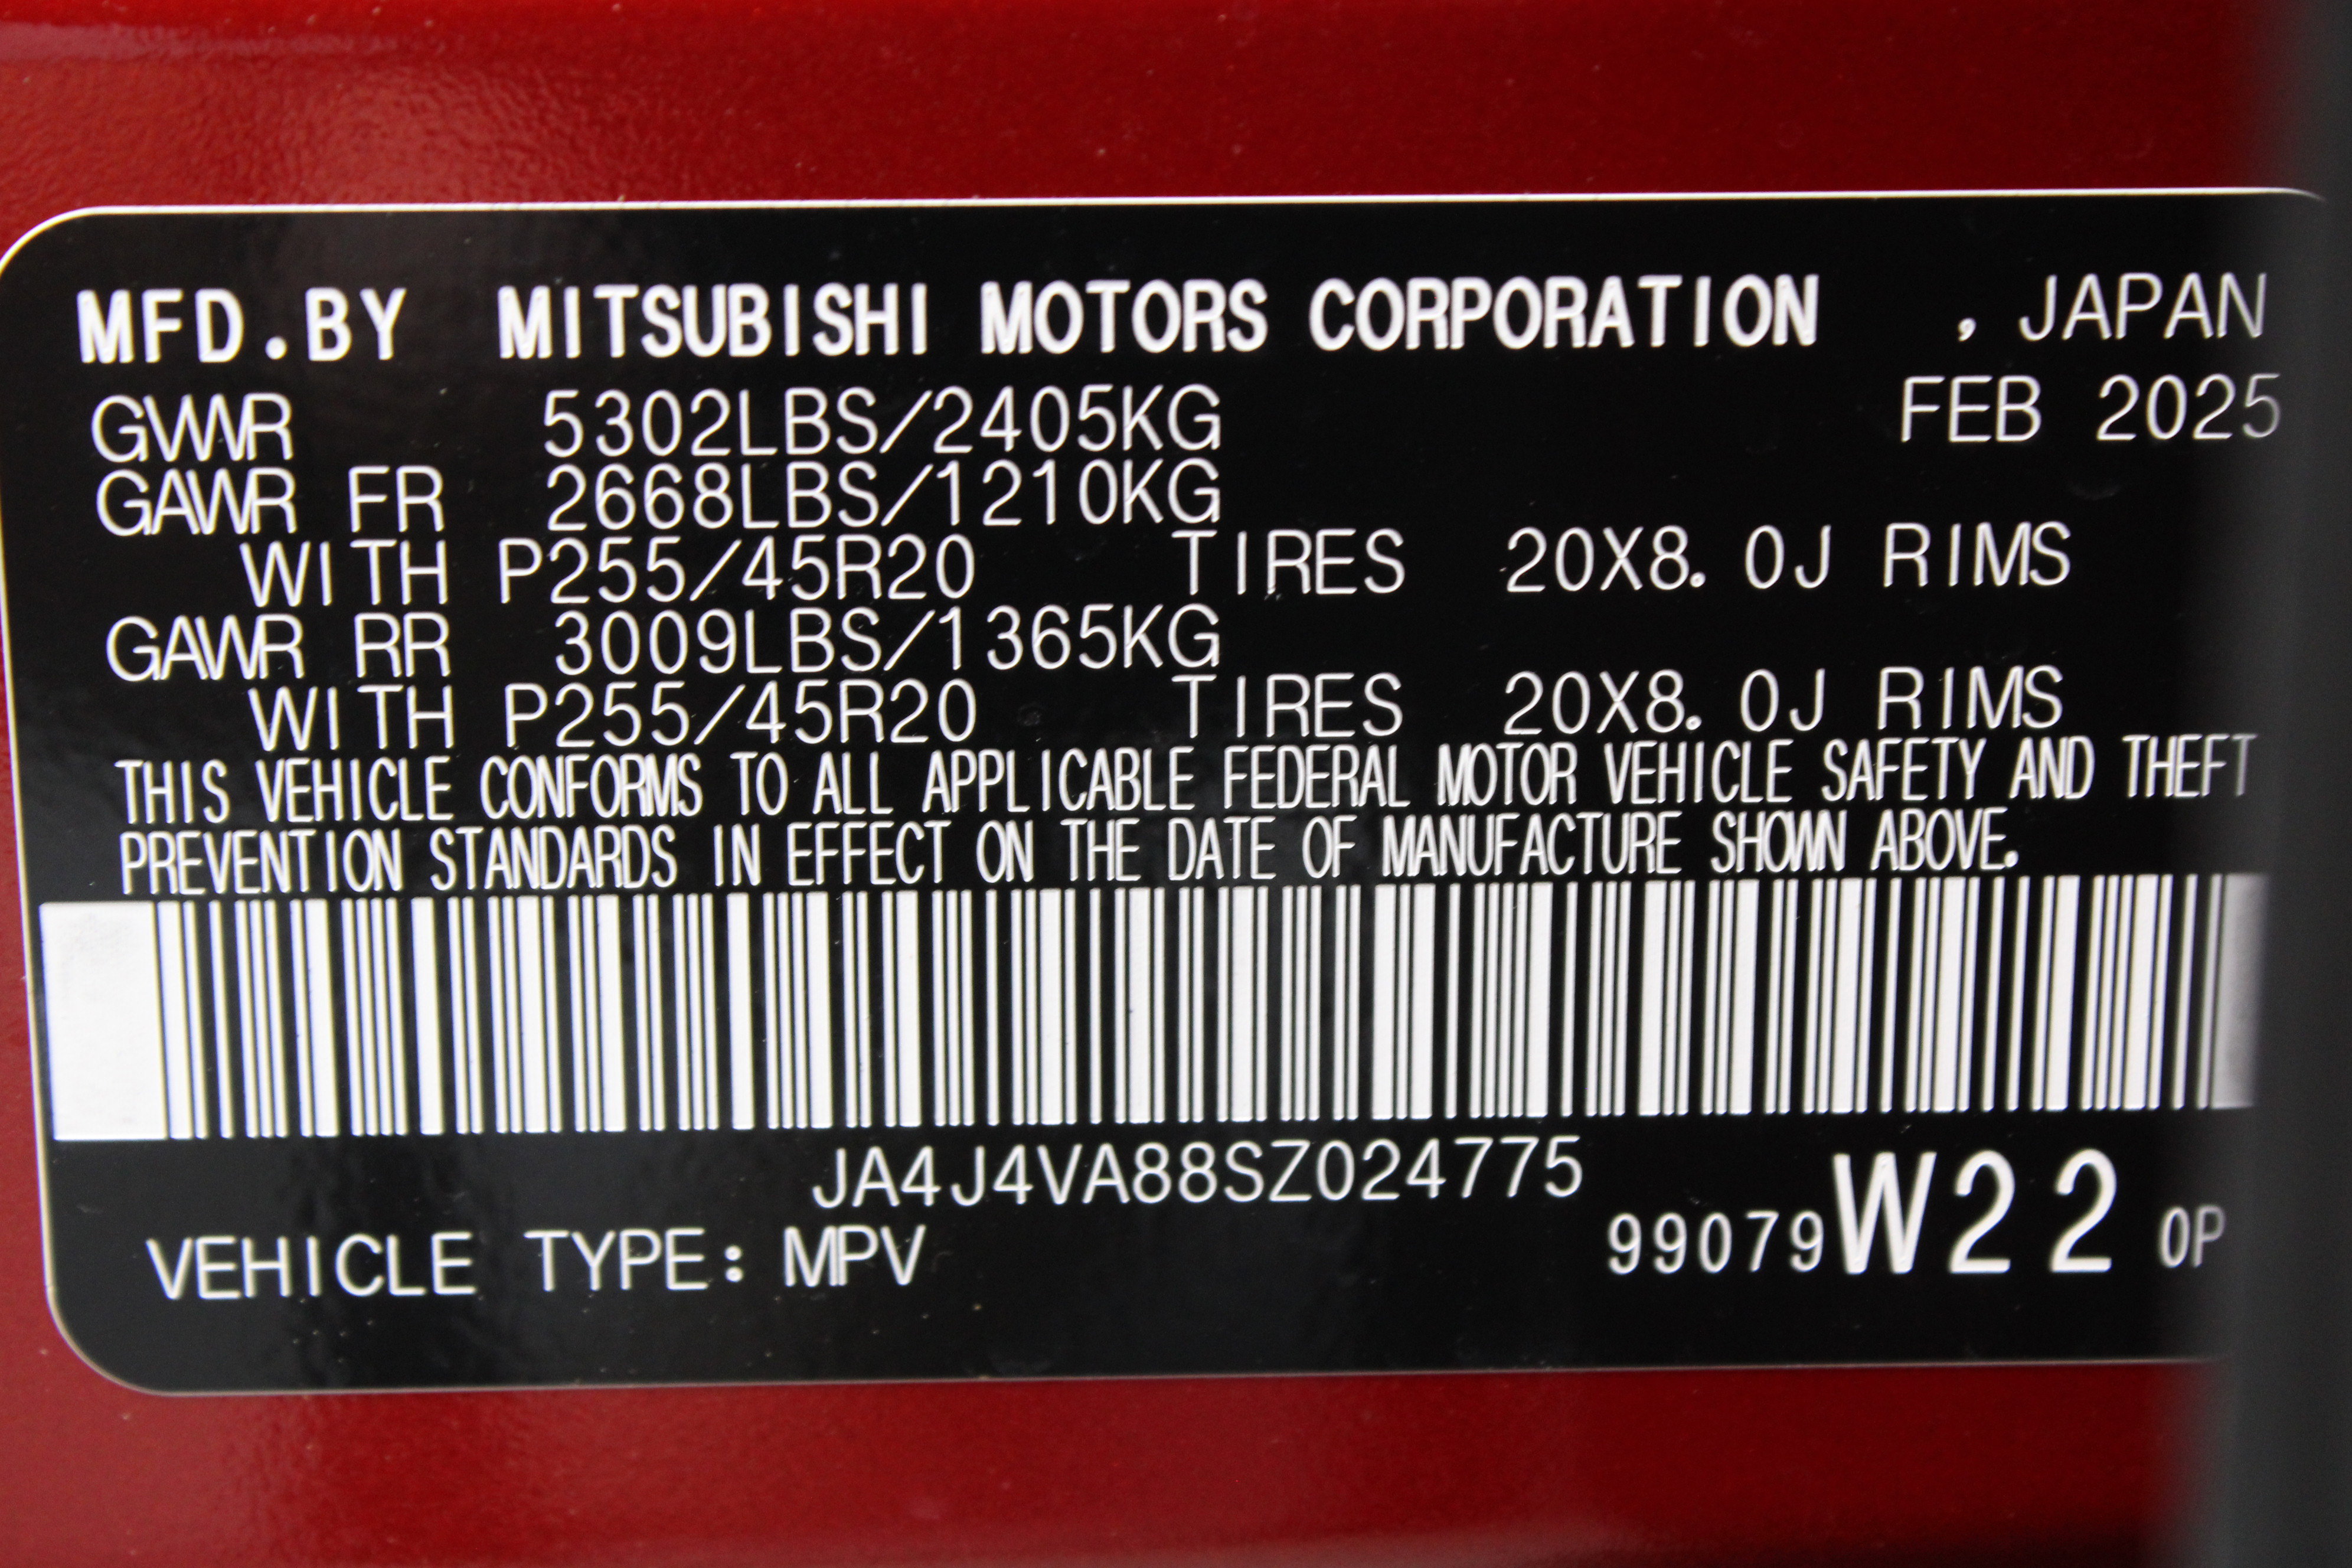 MFD.BY MITSUBISHI MOTORS CORPORATION , JAPAN
GVWR 5302LBS/2405KG FEB 2025
GAWR FR 2668LBS/1210KG
WITH P255/45R20 TIRES 20X8.0J RIMS
GAWR RR 3009LBS/1365KG
WITH P255/45R20 TIRES 20X8.0J RIMS
THIS VEHICLE CONFORMS TO ALL APPLICABLE FEDERAL MOTOR VEHICLE SAFETY AND THEFT
PREVENTION STANDARDS IN EFFECT ON THE DATE OF MANUFACTURE SHOWN ABOVE.
JA4J4VA88SZ024775
VEHICLE TYPE: MPV 99079W22 0P